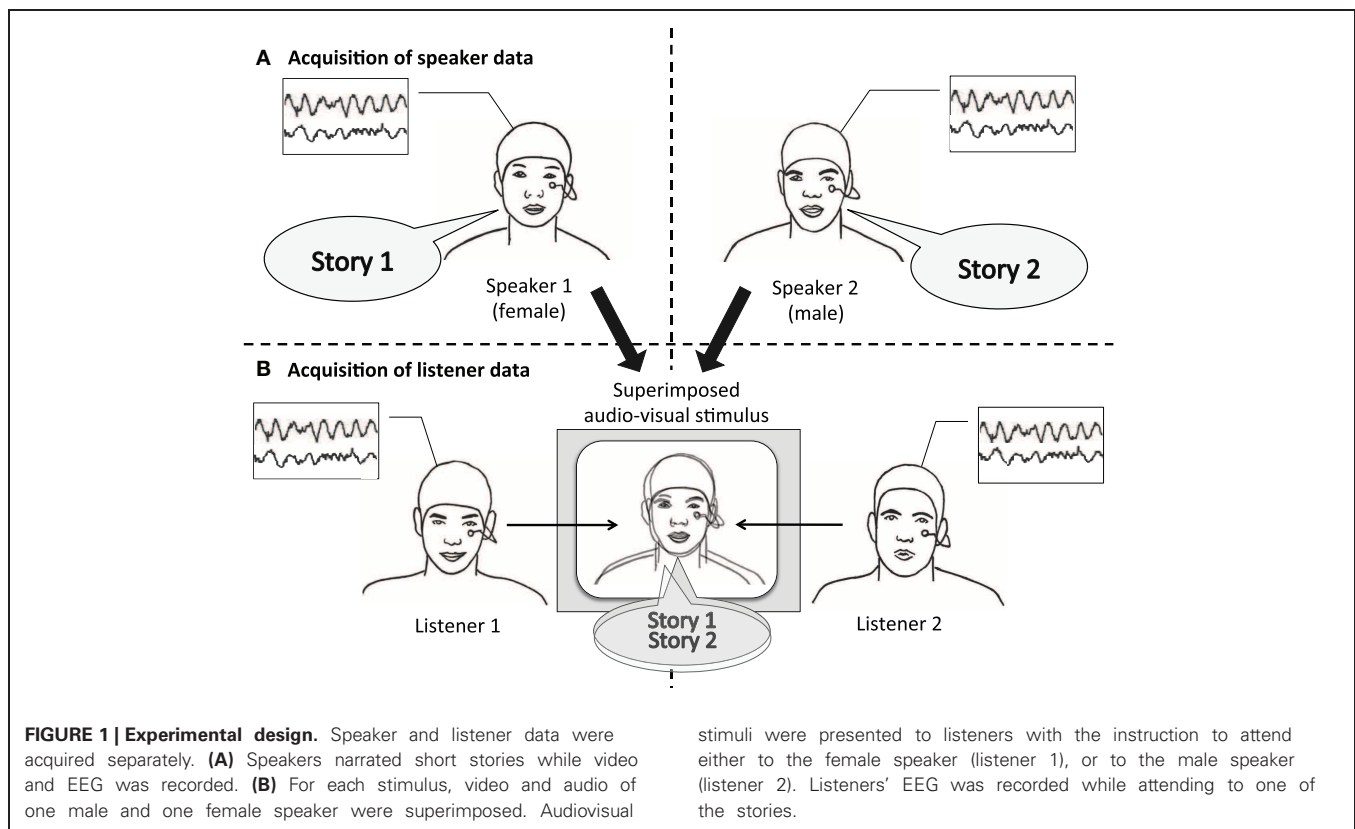 A Acquisition of speaker data
Story 1
Speaker 1
(female)
Speaker 2
(male)
Story 2
B Acquisition of listener data
Superimposed
audio-visual stimulus
Listener 1
Story 1
Story 2
Listener 2
FIGURE 1 | Experimental design. Speaker and listener data were
acquired separately. (A) Speakers narrated short stories while video
and EEG was recorded. (B) For each stimulus, video and audio of
one male and one female speaker were superimposed. Audiovisual
stimuli were presented to listeners with the instruction to attend
either to the female speaker (listener 1), or to the male speaker
(listener 2). Listeners' EEG was recorded while attending to one of
the stories.